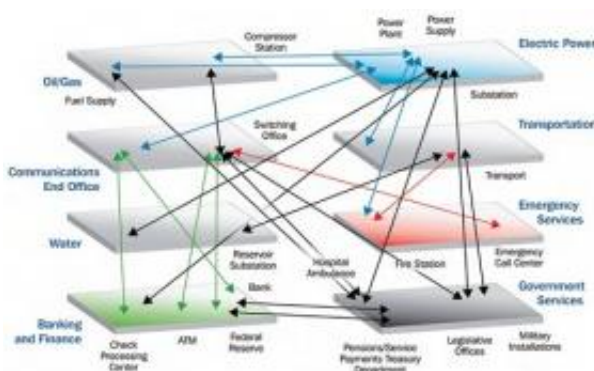 Compressor
Station
Power
Plant
Power
Supply
Electric Power
Oil/Gas
Fuel Supply
Substation
Switching
Office
Transportation
Communications
End Office
Transport
Emergency
Services
Water
Reservoir
Substation
Hospital
Ambulance
Fire Station
Emergency
Call Center
Bank
Government
Services
Banking
and Finance
Check
Processing
Center
ATM
Federal
Reserve
Pensions/Service
Payments Treasury
Department
Legislative
Offices
Military
Installations